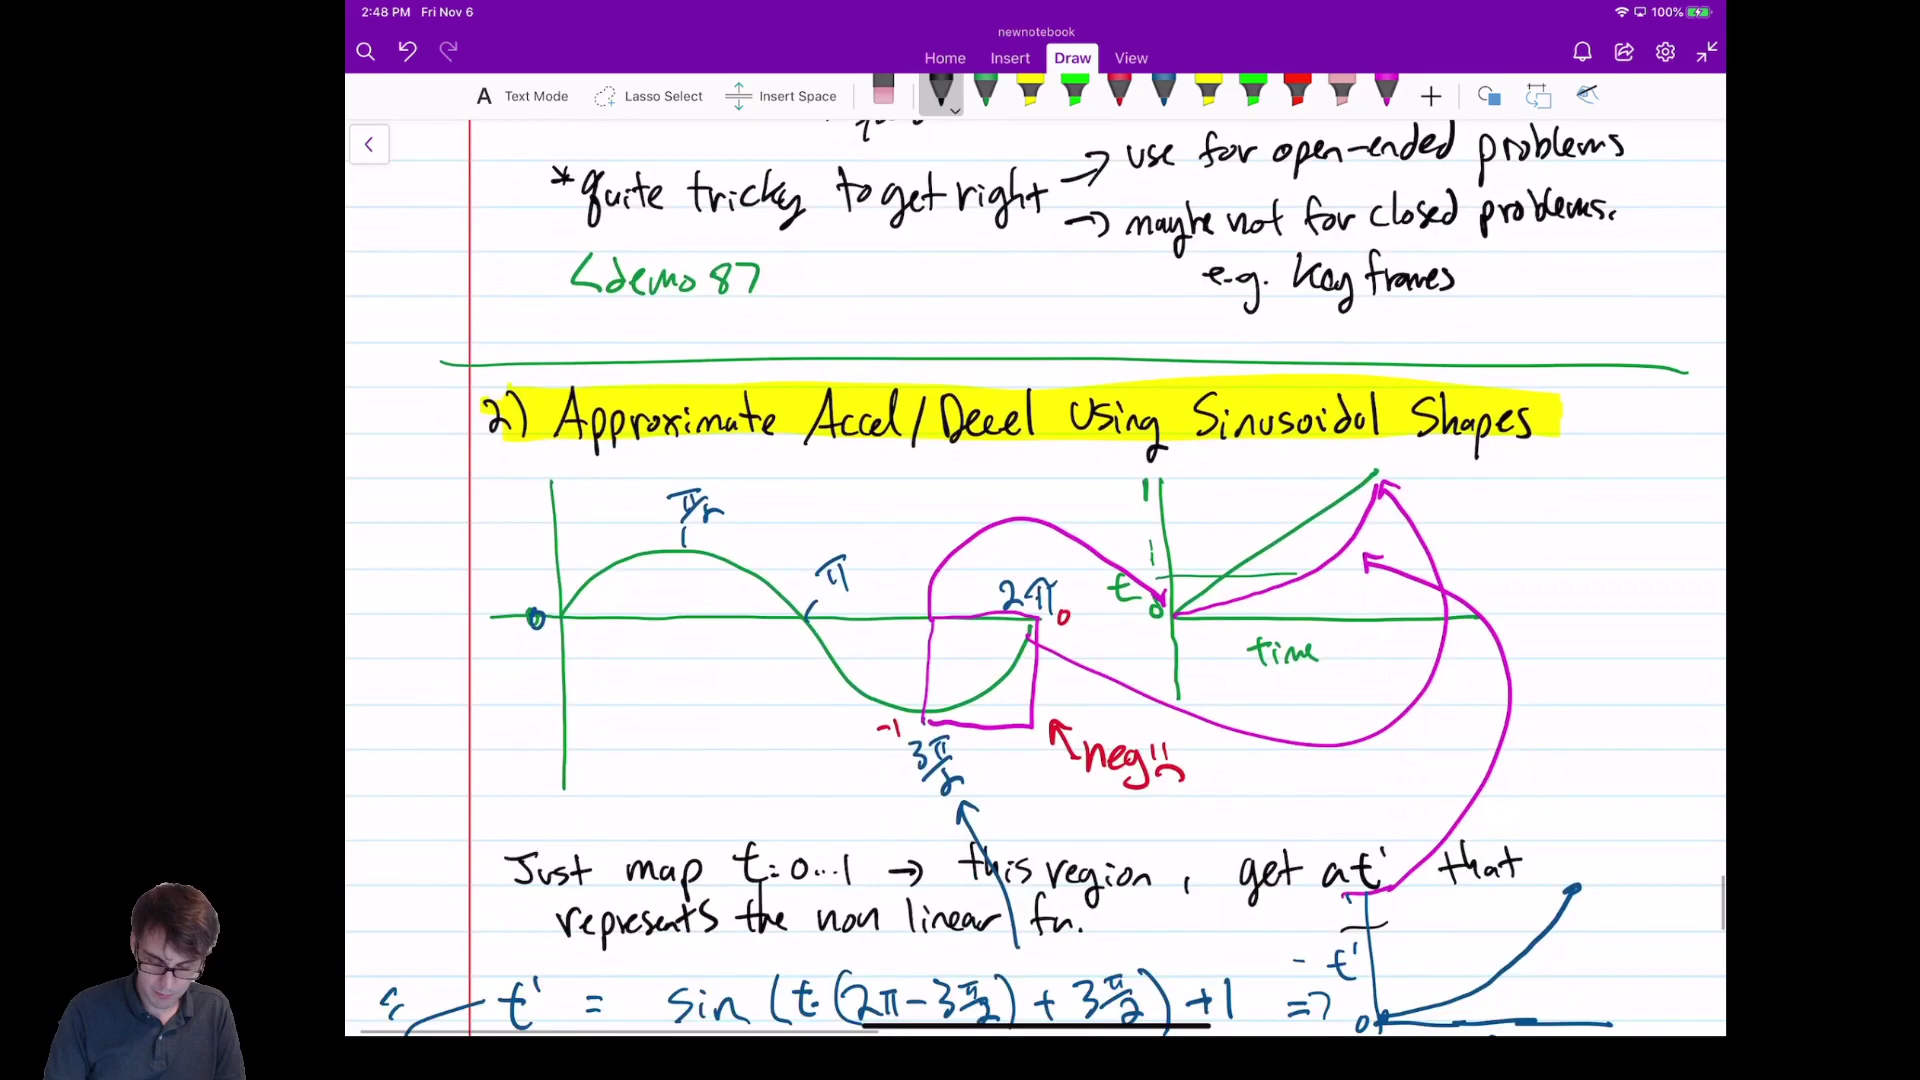 2:48 PM Fri Nov 6
100%
newnotebook
Home Insert Draw View
Text Mode Lasso Select Insert Space
*quite tricky to get right → use for open-ended problems
→ maybe not for closed problems.
e.g. Key frames
<demo 87
2) Approximate Accel/Decel Using Sinusoidal Shapes
π/2
π
2π
0
0
-1
3π/2
neg!!
1
t
0
time
Just map t=0...1 → this region, get a t' that
represents the non linear fn.
t'
t' = sin (t·(2π-3π/2) + 3π/2) + 1 =>
0